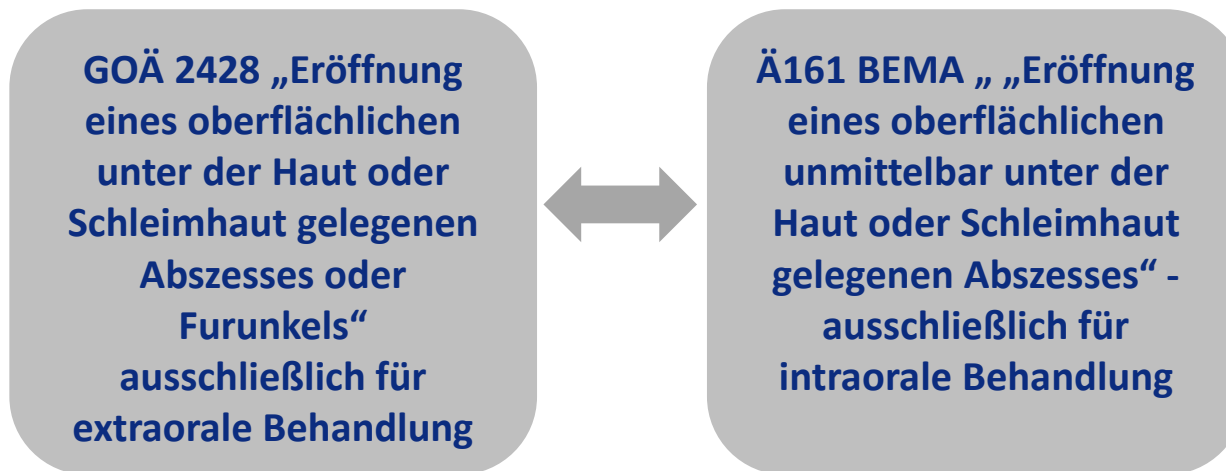 GOÄ 2428 „Eröffnung
eines oberflächlichen
unter der Haut oder
Schleimhaut gelegenen
Abszesses oder
Furunkels“
ausschließlich für
extraorale Behandlung
Ä161 BEMA „ „Eröffnung
eines oberflächlichen
unmittelbar unter der
Haut oder Schleimhaut
gelegenen Abszesses“ -
ausschließlich für
intraorale Behandlung